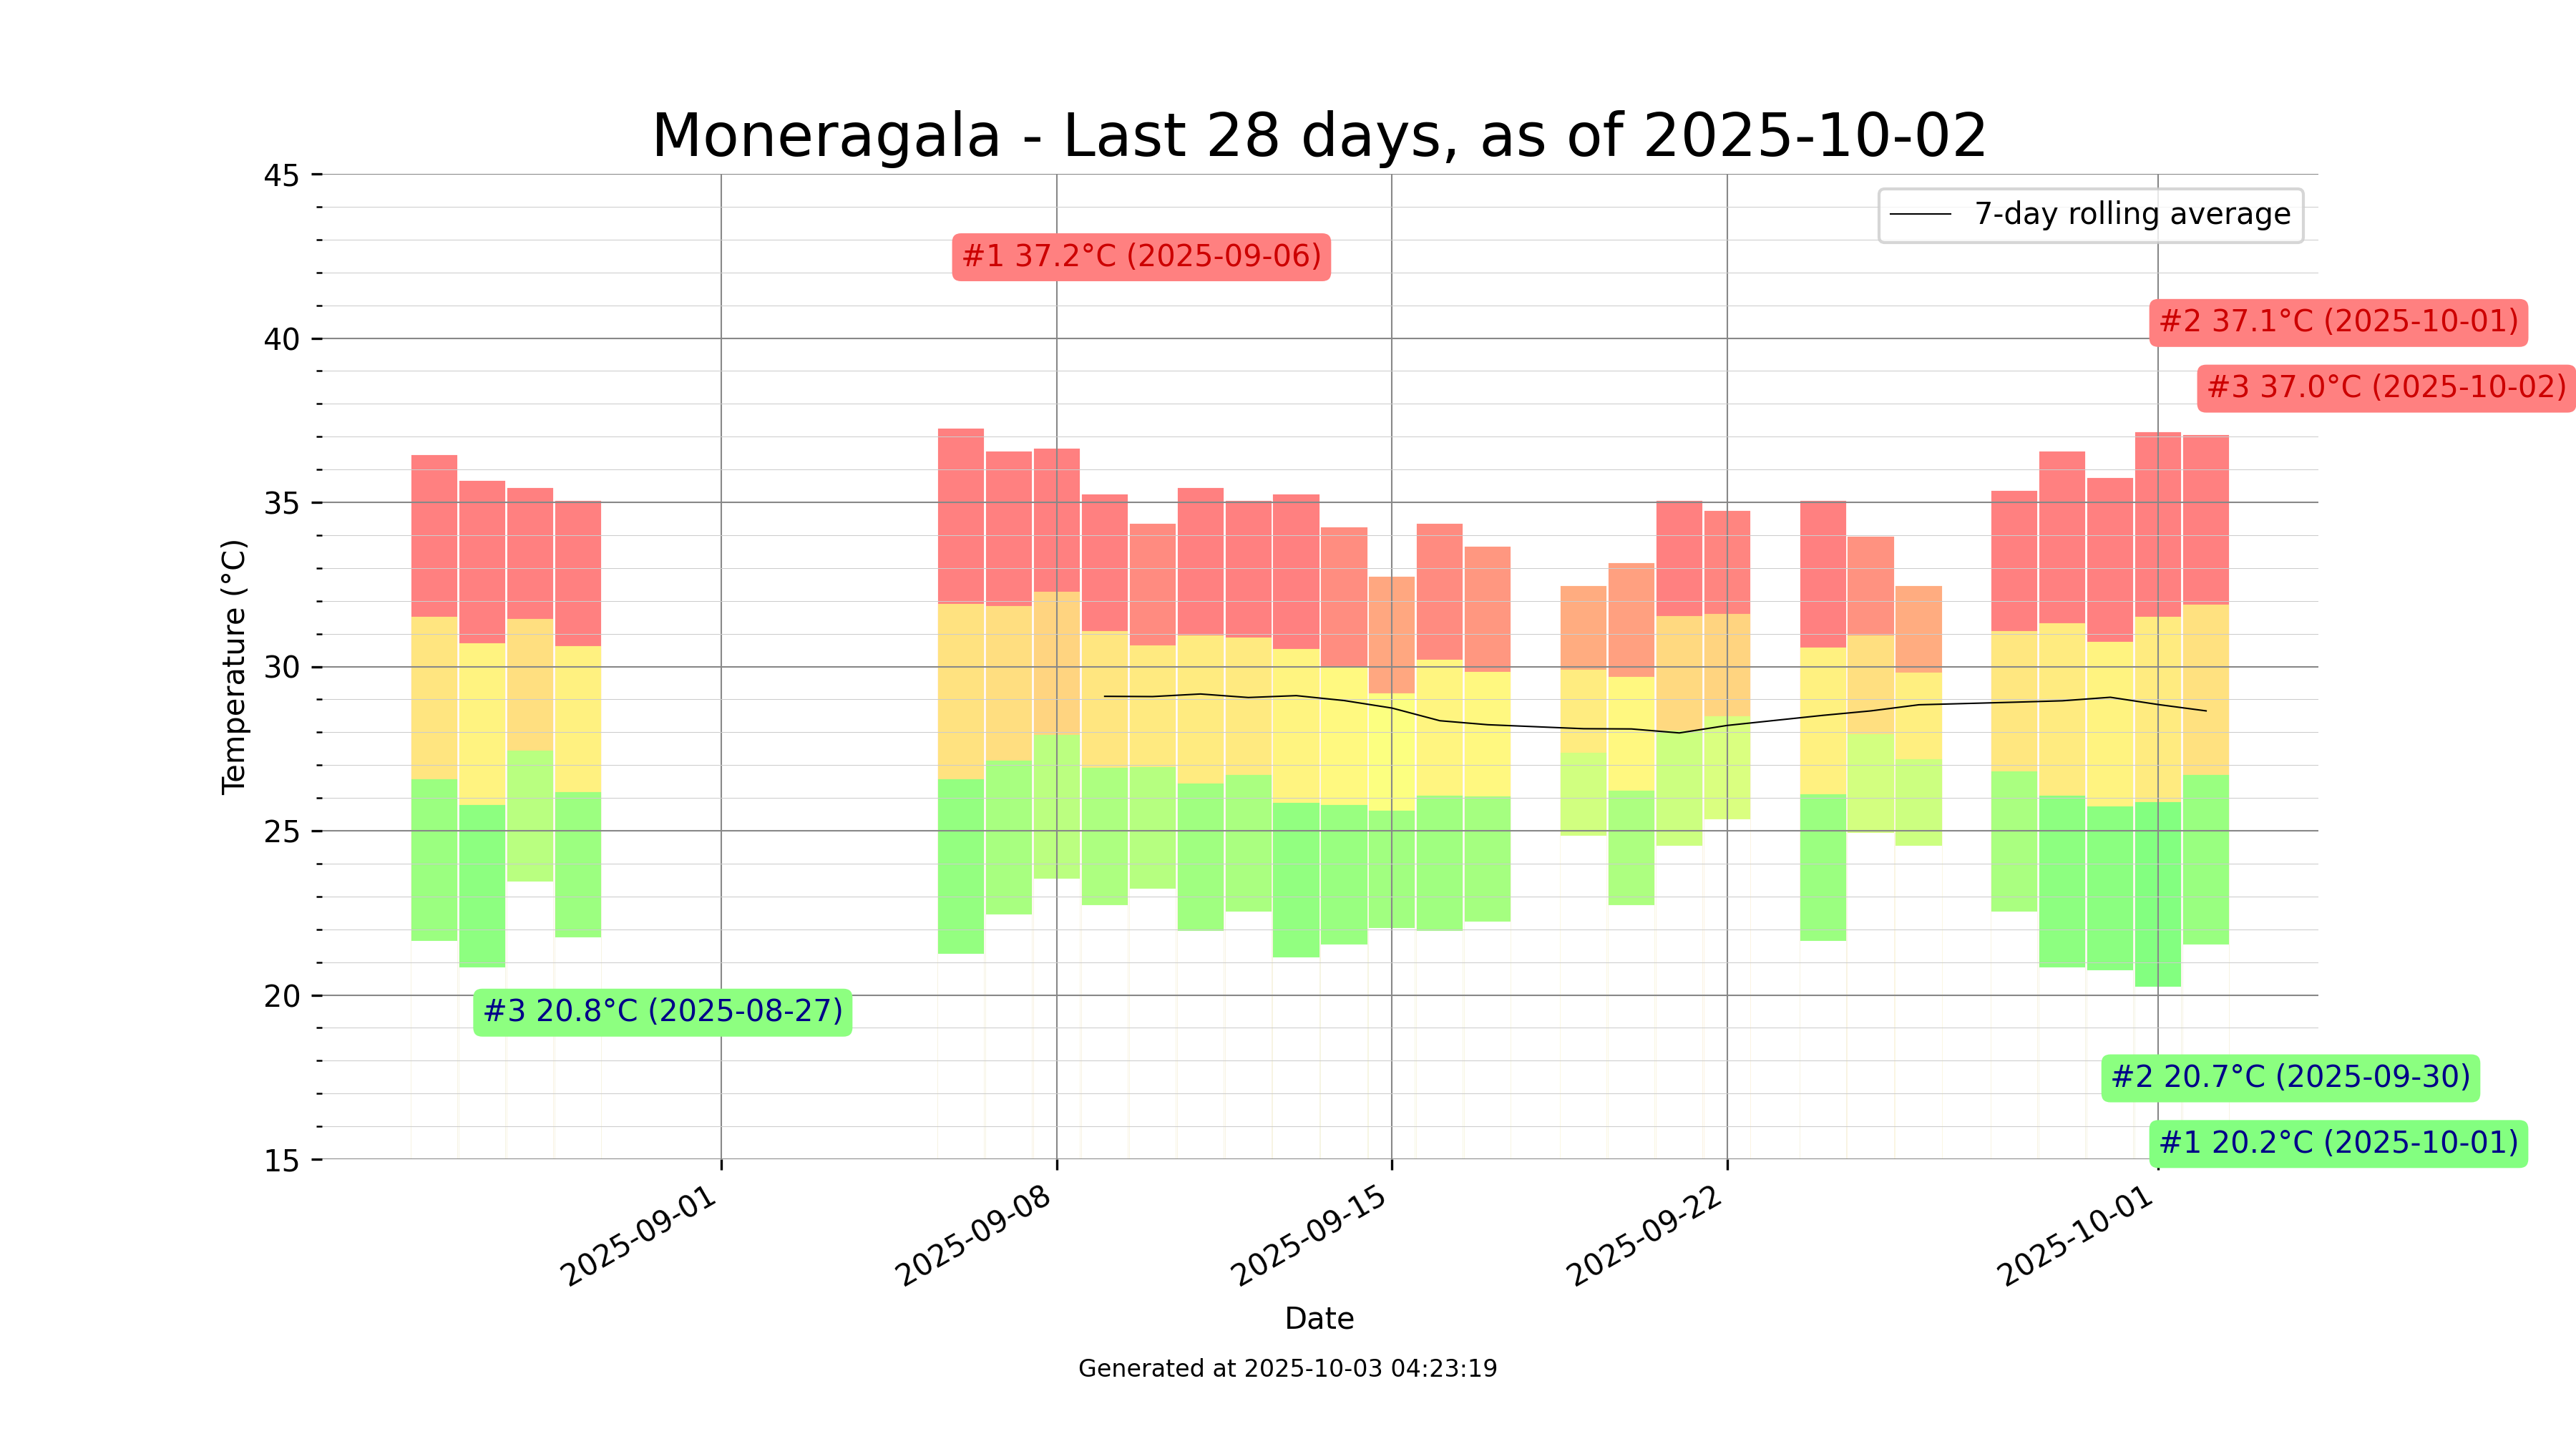 Moneragala - Last 28 days, as of 2025-10-02
45
7-day rolling average
#1 37.2°C (2025-09-06)
#2 37.1°C (2025-10-01)
40
#3 37.0°C (2025-10-02)
35
Temperature (°C)
30
25
20
#3 20.8°C (2025-08-27)
#2 20.7°C (2025-09-30)
#1 20.2°C (2025-10-01)
15
2025-09-01
2025-09-08
2025-09-15
2025-09-22
2025-10-01
Date
Generated at 2025-10-03 04:23:19